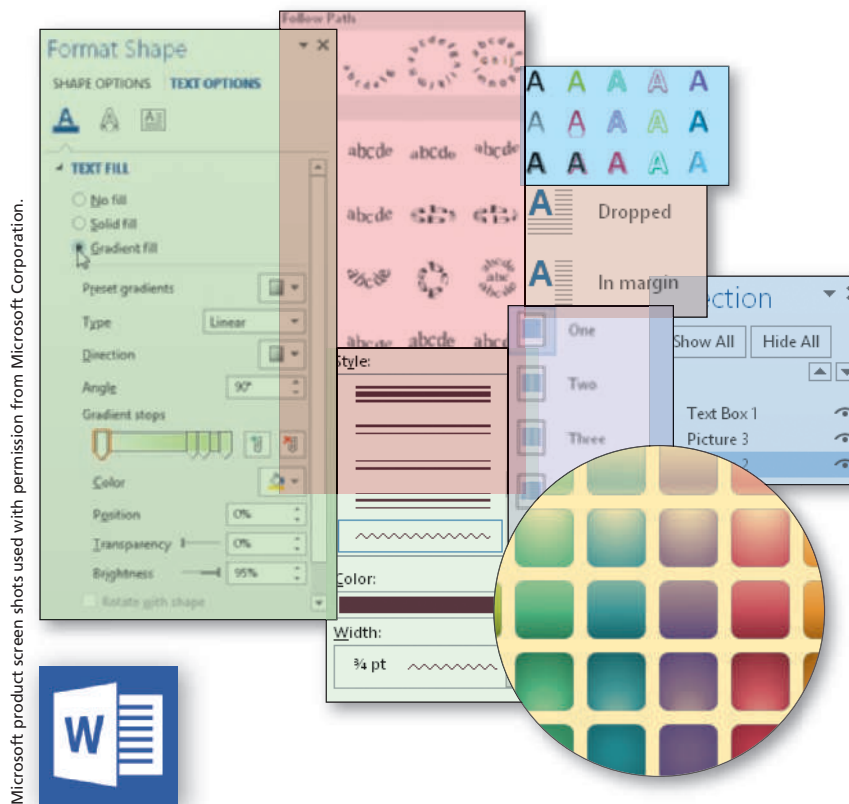 Microsoft product screen shots used with permission from Microsoft Corporation.
Format Shape
SHAPE OPTIONS TEXT OPTIONS
A A A
TEXT FILL
No fill
Solid fill
Gradient fill
Preset gradients
Type Linear
Direction
Angle 90°
Gradient stops
Color
Position 0%
Transparency 0%
Brightness 95%
Rotate with shape
Follow Path
abcde abcde abcde
abcde
abcde
abcde abcde
Style:
Color:
Width:
¾ pt
A A A A A
A A A A A
A A A A A
A Dropped
A In margin
One
Two
Three
ction
Show All Hide All
Text Box 1
Picture 3
2
W